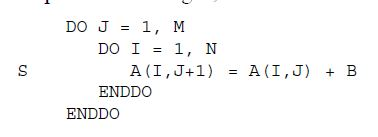 DO J = 1, M
DO I = 1, N
S A(I,J+1) = A(I,J) + B
ENDDO
ENDDO